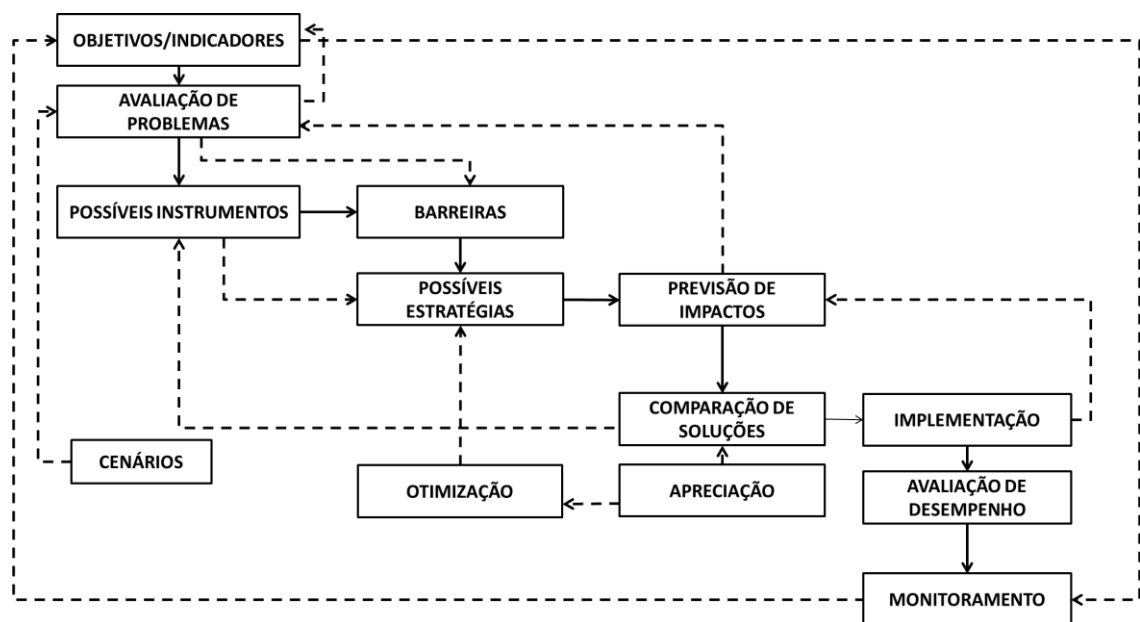 OBJETIVOS/INDICADORES
AVALIAÇÃO DE
PROBLEMAS
POSSÍVEIS INSTRUMENTOS
BARREIRAS
POSSÍVEIS
ESTRATÉGIAS
PREVISÃO DE
IMPACTOS
COMPARAÇÃO DE
SOLUÇÕES
IMPLEMENTAÇÃO
CENÁRIOS
OTIMIZAÇÃO
APRECIAÇÃO
AVALIAÇÃO DE
DESEMPENHO
MONITORAMENTO